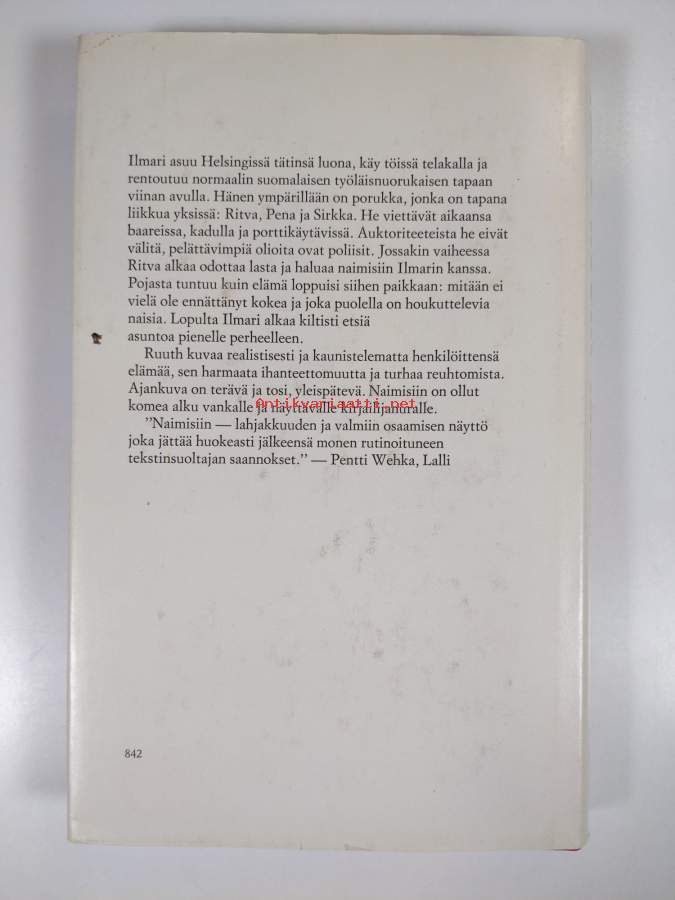 Ilmari asuu Helsingissä tätinsä luona, käy töissä telakalla ja
rentoutuu normaalin suomalaisen työläisnuorukaisen tapaan
viinan avulla. Hänen ympärillään on porukka, jonka on tapana
liikkua yksissä: Ritva, Pena ja Sirkka. He viettävät aikaansa
baareissa, kadulla ja porttikäytävissä. Auktoriteeteista he eivät
välitä, pelättävimpiä olioita ovat poliisit. Jossakin vaiheessa
Ritva alkaa odottaa lasta ja haluaa naimisiin Ilmarin kanssa.
Pojasta tuntuu kuin elämä loppuisi siihen paikkaan: mitään ei
vielä ole ennättänyt kokea ja joka puolella on houkuttelevia
naisia. Lopulta Ilmari alkaa kiltisti etsiä
asuntoa pienelle perheelleen.
Ruuth kuvaa realistisesti ja kaunistelematta henkilöittensä
elämää, sen harmaata ihanteettomuutta ja turhaa reuhtomista.
Ajankuva on terävä ja tosi, yleispätevä. Naimisiin on ollut
komea alku vankalle ja näyttävälle kirjailijanuralle.
Antikvariaatti.net
"Naimisiin — lahjakkuuden ja valmiin osaamisen näyttö
joka jättää huokeasti jälkeensä monen rutinoituneen
tekstinsuoltajan saannokset." — Pentti Wehka, Lalli
842